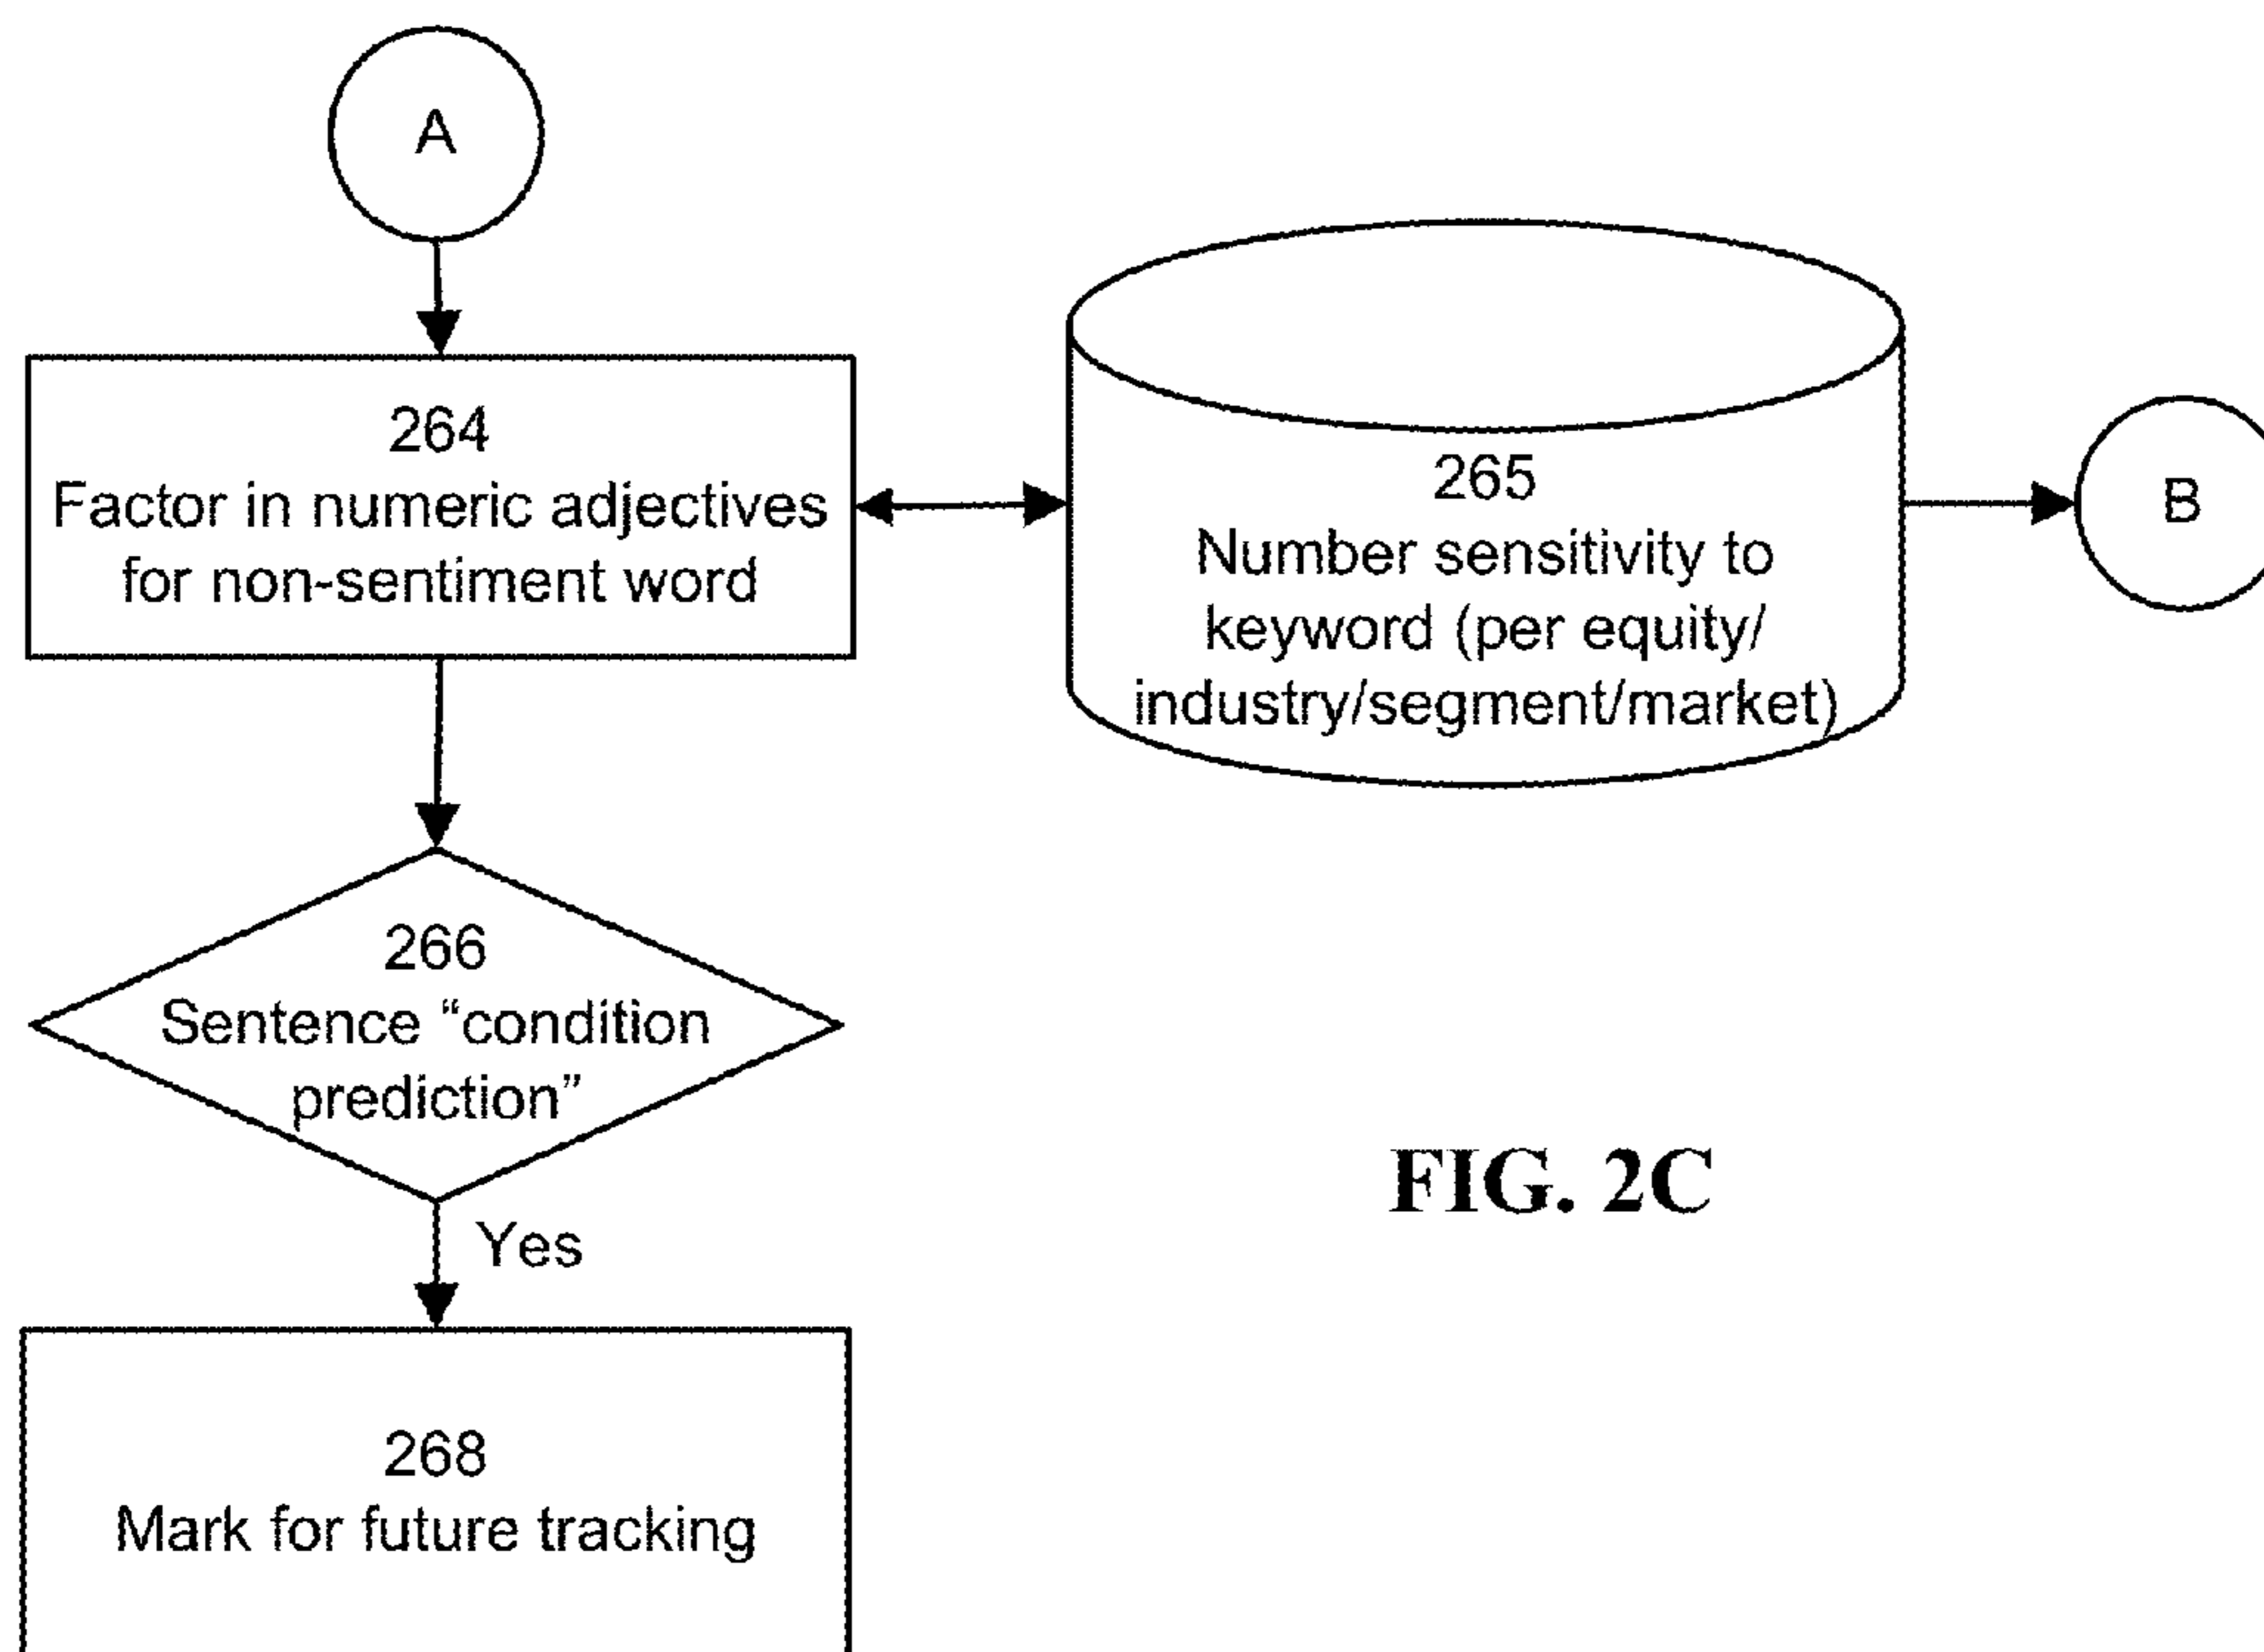 A
264
Factor in numeric adjectives
for non-sentiment word
265
Number sensitivity to
keyword (per equity/
industry/segment/market)
B
266
Sentence “condition
prediction”
Yes
268
Mark for future tracking
FIG. 2C